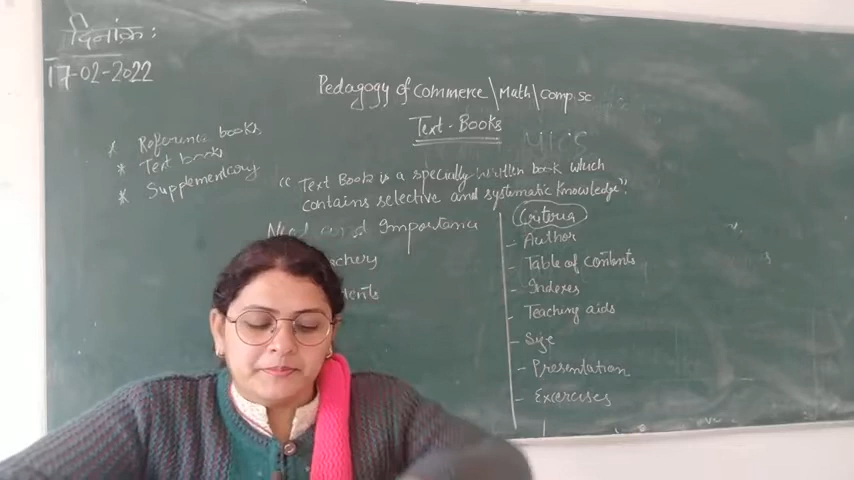 दिनांक:
17-02-2022
Pedagogy of Commerce\Math\Comp.Sc
Text-Books
* Reference books
* Text books
* Supplementary
"Text Book is a specially written book which
contains selective and systematic knowledge".
Need and Importance
Criteria
- Author
- Table of Contents
- Indexes
- Teaching aids
- Size
- Presentation
- Exercises